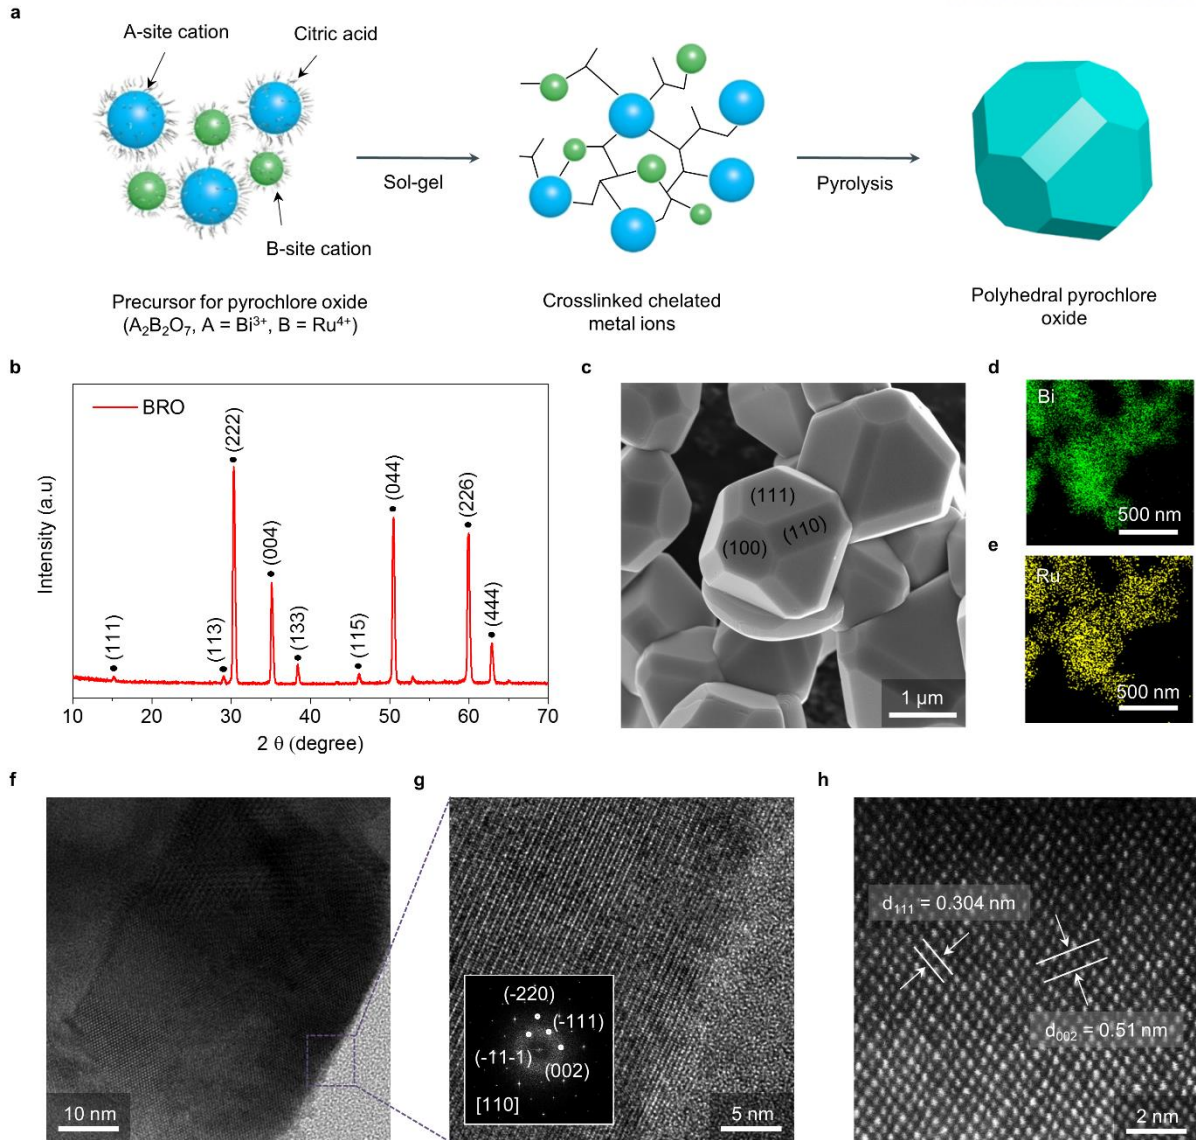 a
A-site cation
Citric acid
B-site cation
Sol-gel
Pyrolysis
Precursor for pyrochlore oxide
(A₂B₂O₇, A = Bi³⁺, B = Ru⁴⁺)
Crosslinked chelated
metal ions
Polyhedral pyrochlore
oxide
b
BRO
Intensity (a.u)
(111)
(113)
(222)
(004)
(133)
(115)
(044)
(226)
(444)
10
20
30
40
50
60
70
2 θ (degree)
c
(111)
(110)
(100)
1 µm
d
Bi
500 nm
e
Ru
500 nm
f
10 nm
g
(-220)
(-111)
(-11-1)
(002)
[110]
5 nm
h
d₁₁₁ = 0.304 nm
d₀₀₂ = 0.51 nm
2 nm